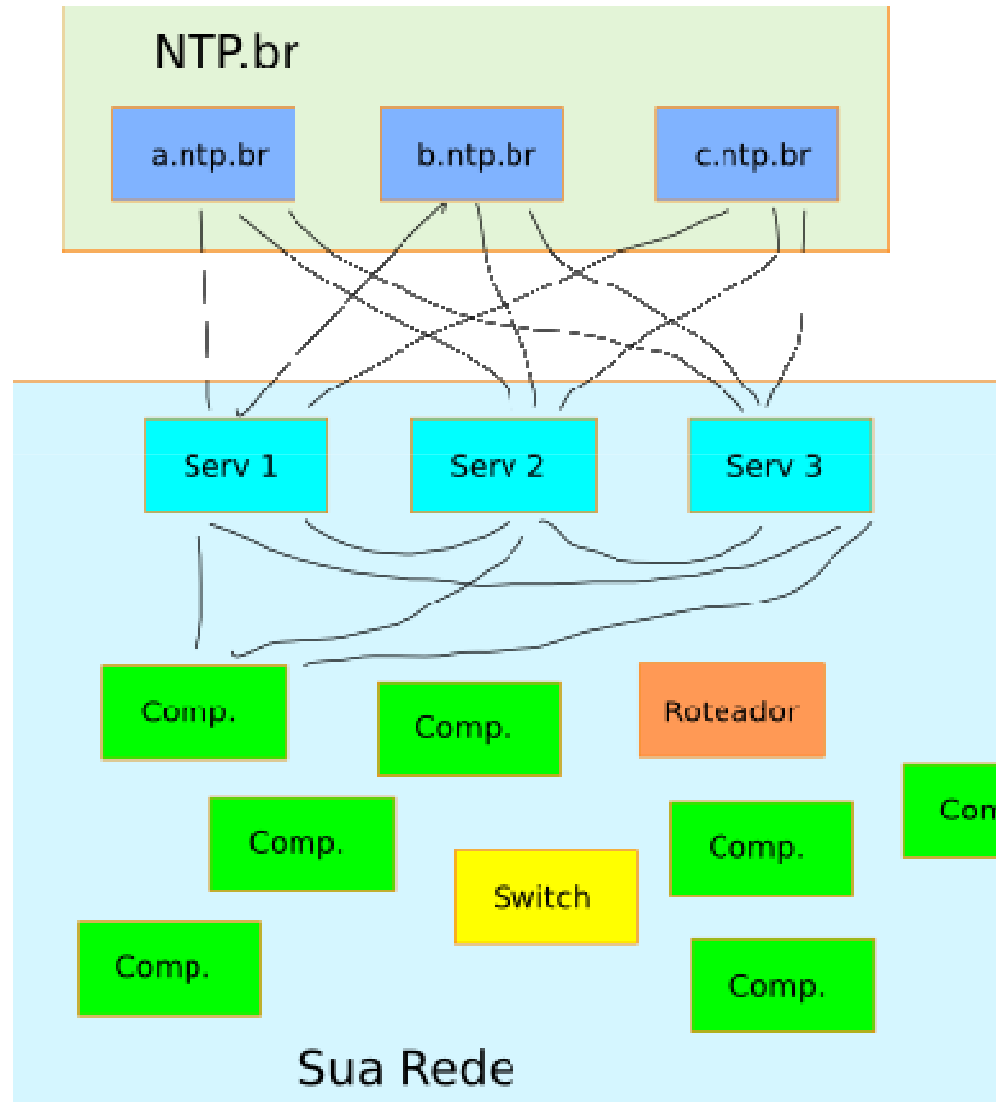 NTP.br
a.ntp.br
b.ntp.br
c.ntp.br
Serv 1
Serv 2
Serv 3
Comp.
Comp.
Roteador
Comp.
Comp.
Com
Switch
Comp.
Comp.
Sua Rede